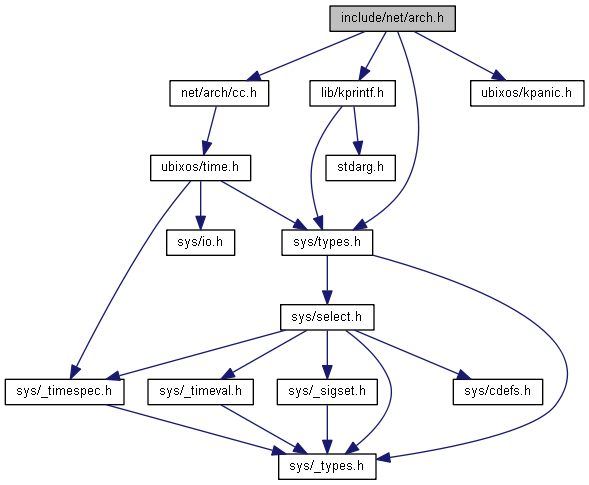 include/net/arch.h
net/arch/cc.h
lib/kprintf.h
ubixos/kpanic.h
ubixos/time.h
stdarg.h
sys/io.h
sys/types.h
sys/select.h
sys/_timespec.h
sys/_timeval.h
sys/_sigset.h
sys/cdefs.h
sys/_types.h